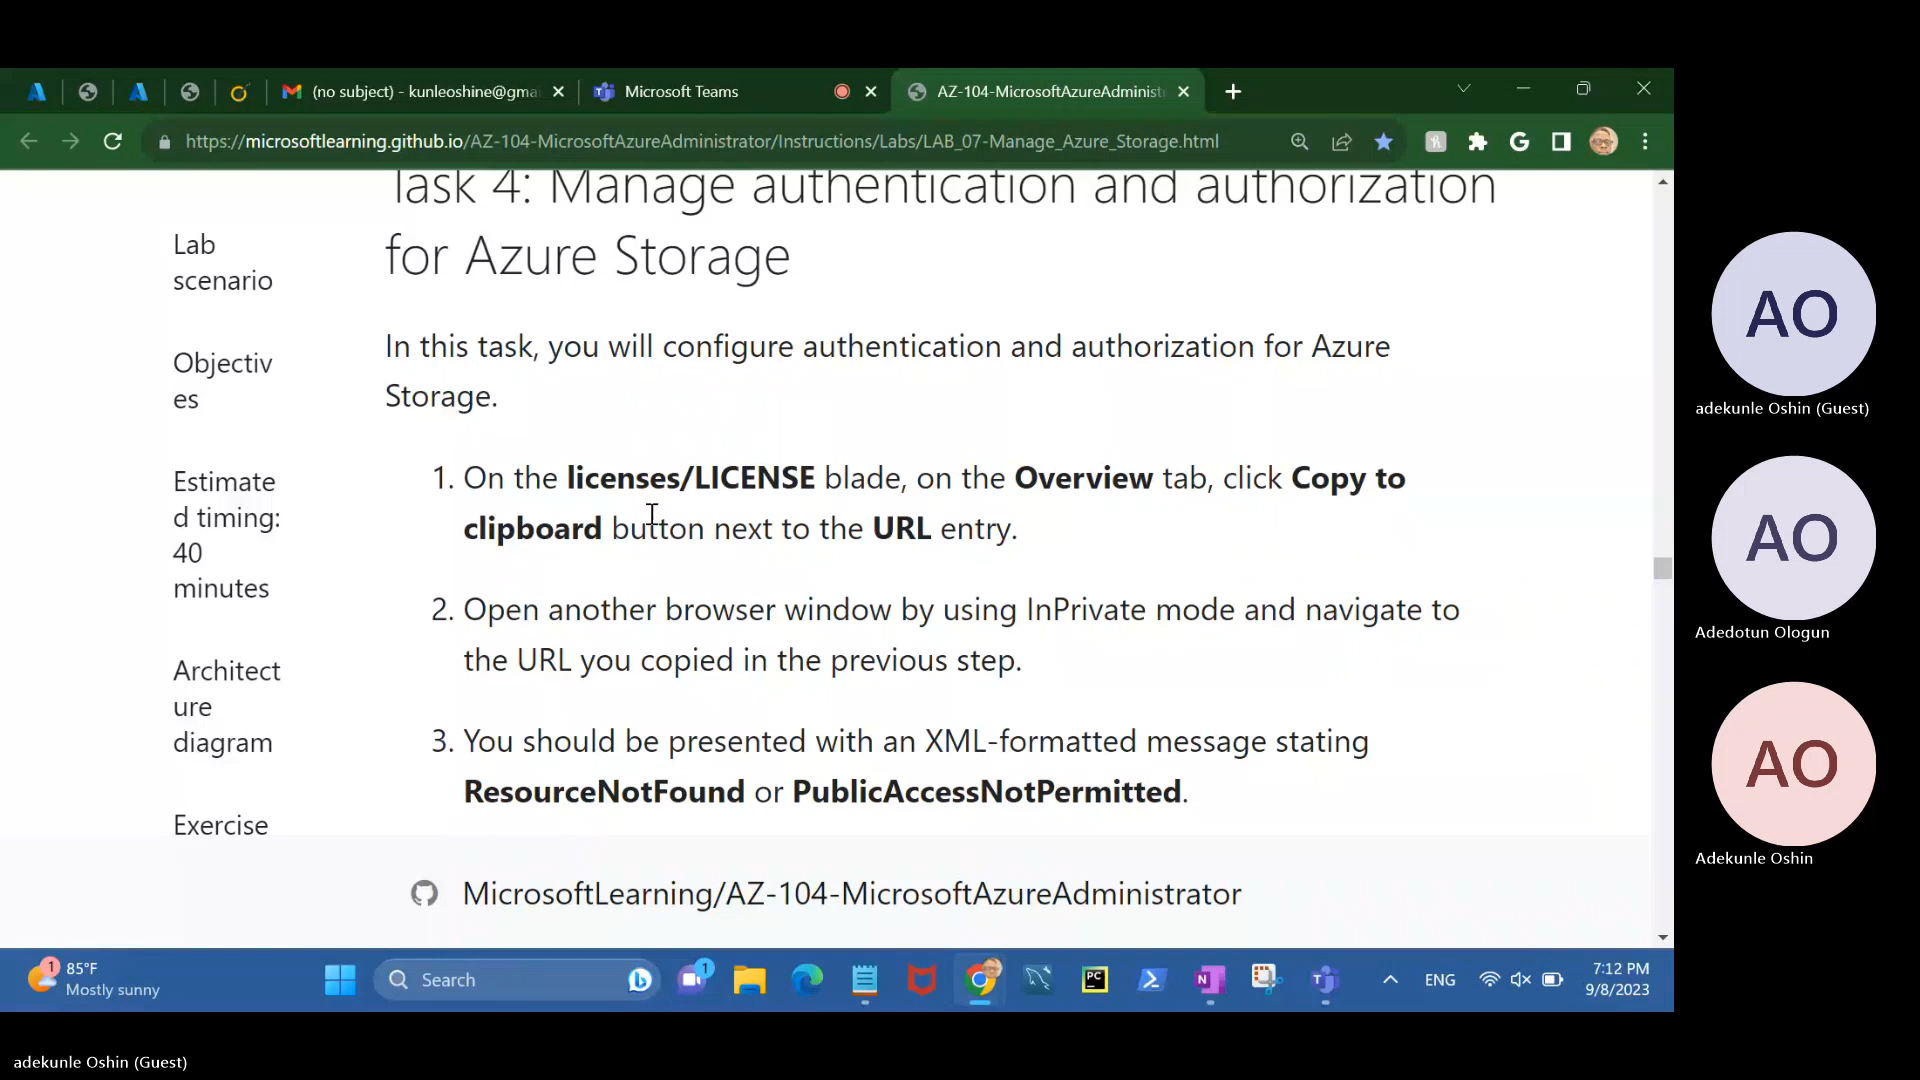 (no subject) - kunleoshine@gma
Microsoft Teams
AZ-104-MicrosoftAzureAdminist
https://microsoftlearning.github.io/AZ-104-MicrosoftAzureAdministrator/Instructions/Labs/LAB_07-Manage_Azure_Storage.html
Lab
scenario
Objectiv
es
Estimate
d timing:
40
minutes
Architect
ure
diagram
Exercise
Task 4: Manage authentication and authorization
for Azure Storage
In this task, you will configure authentication and authorization for Azure
Storage.
1. On the licenses/LICENSE blade, on the Overview tab, click Copy to
clipboard button next to the URL entry.
2. Open another browser window by using InPrivate mode and navigate to
the URL you copied in the previous step.
3. You should be presented with an XML-formatted message stating
ResourceNotFound or PublicAccessNotPermitted.
MicrosoftLearning/AZ-104-MicrosoftAzureAdministrator
AO
adekunle Oshin (Guest)
AO
Adedotun Ologun
AO
Adekunle Oshin
1
85°F
Mostly sunny
Search
1
PC
N
ENG
7:12 PM
9/8/2023
adekunle Oshin (Guest)